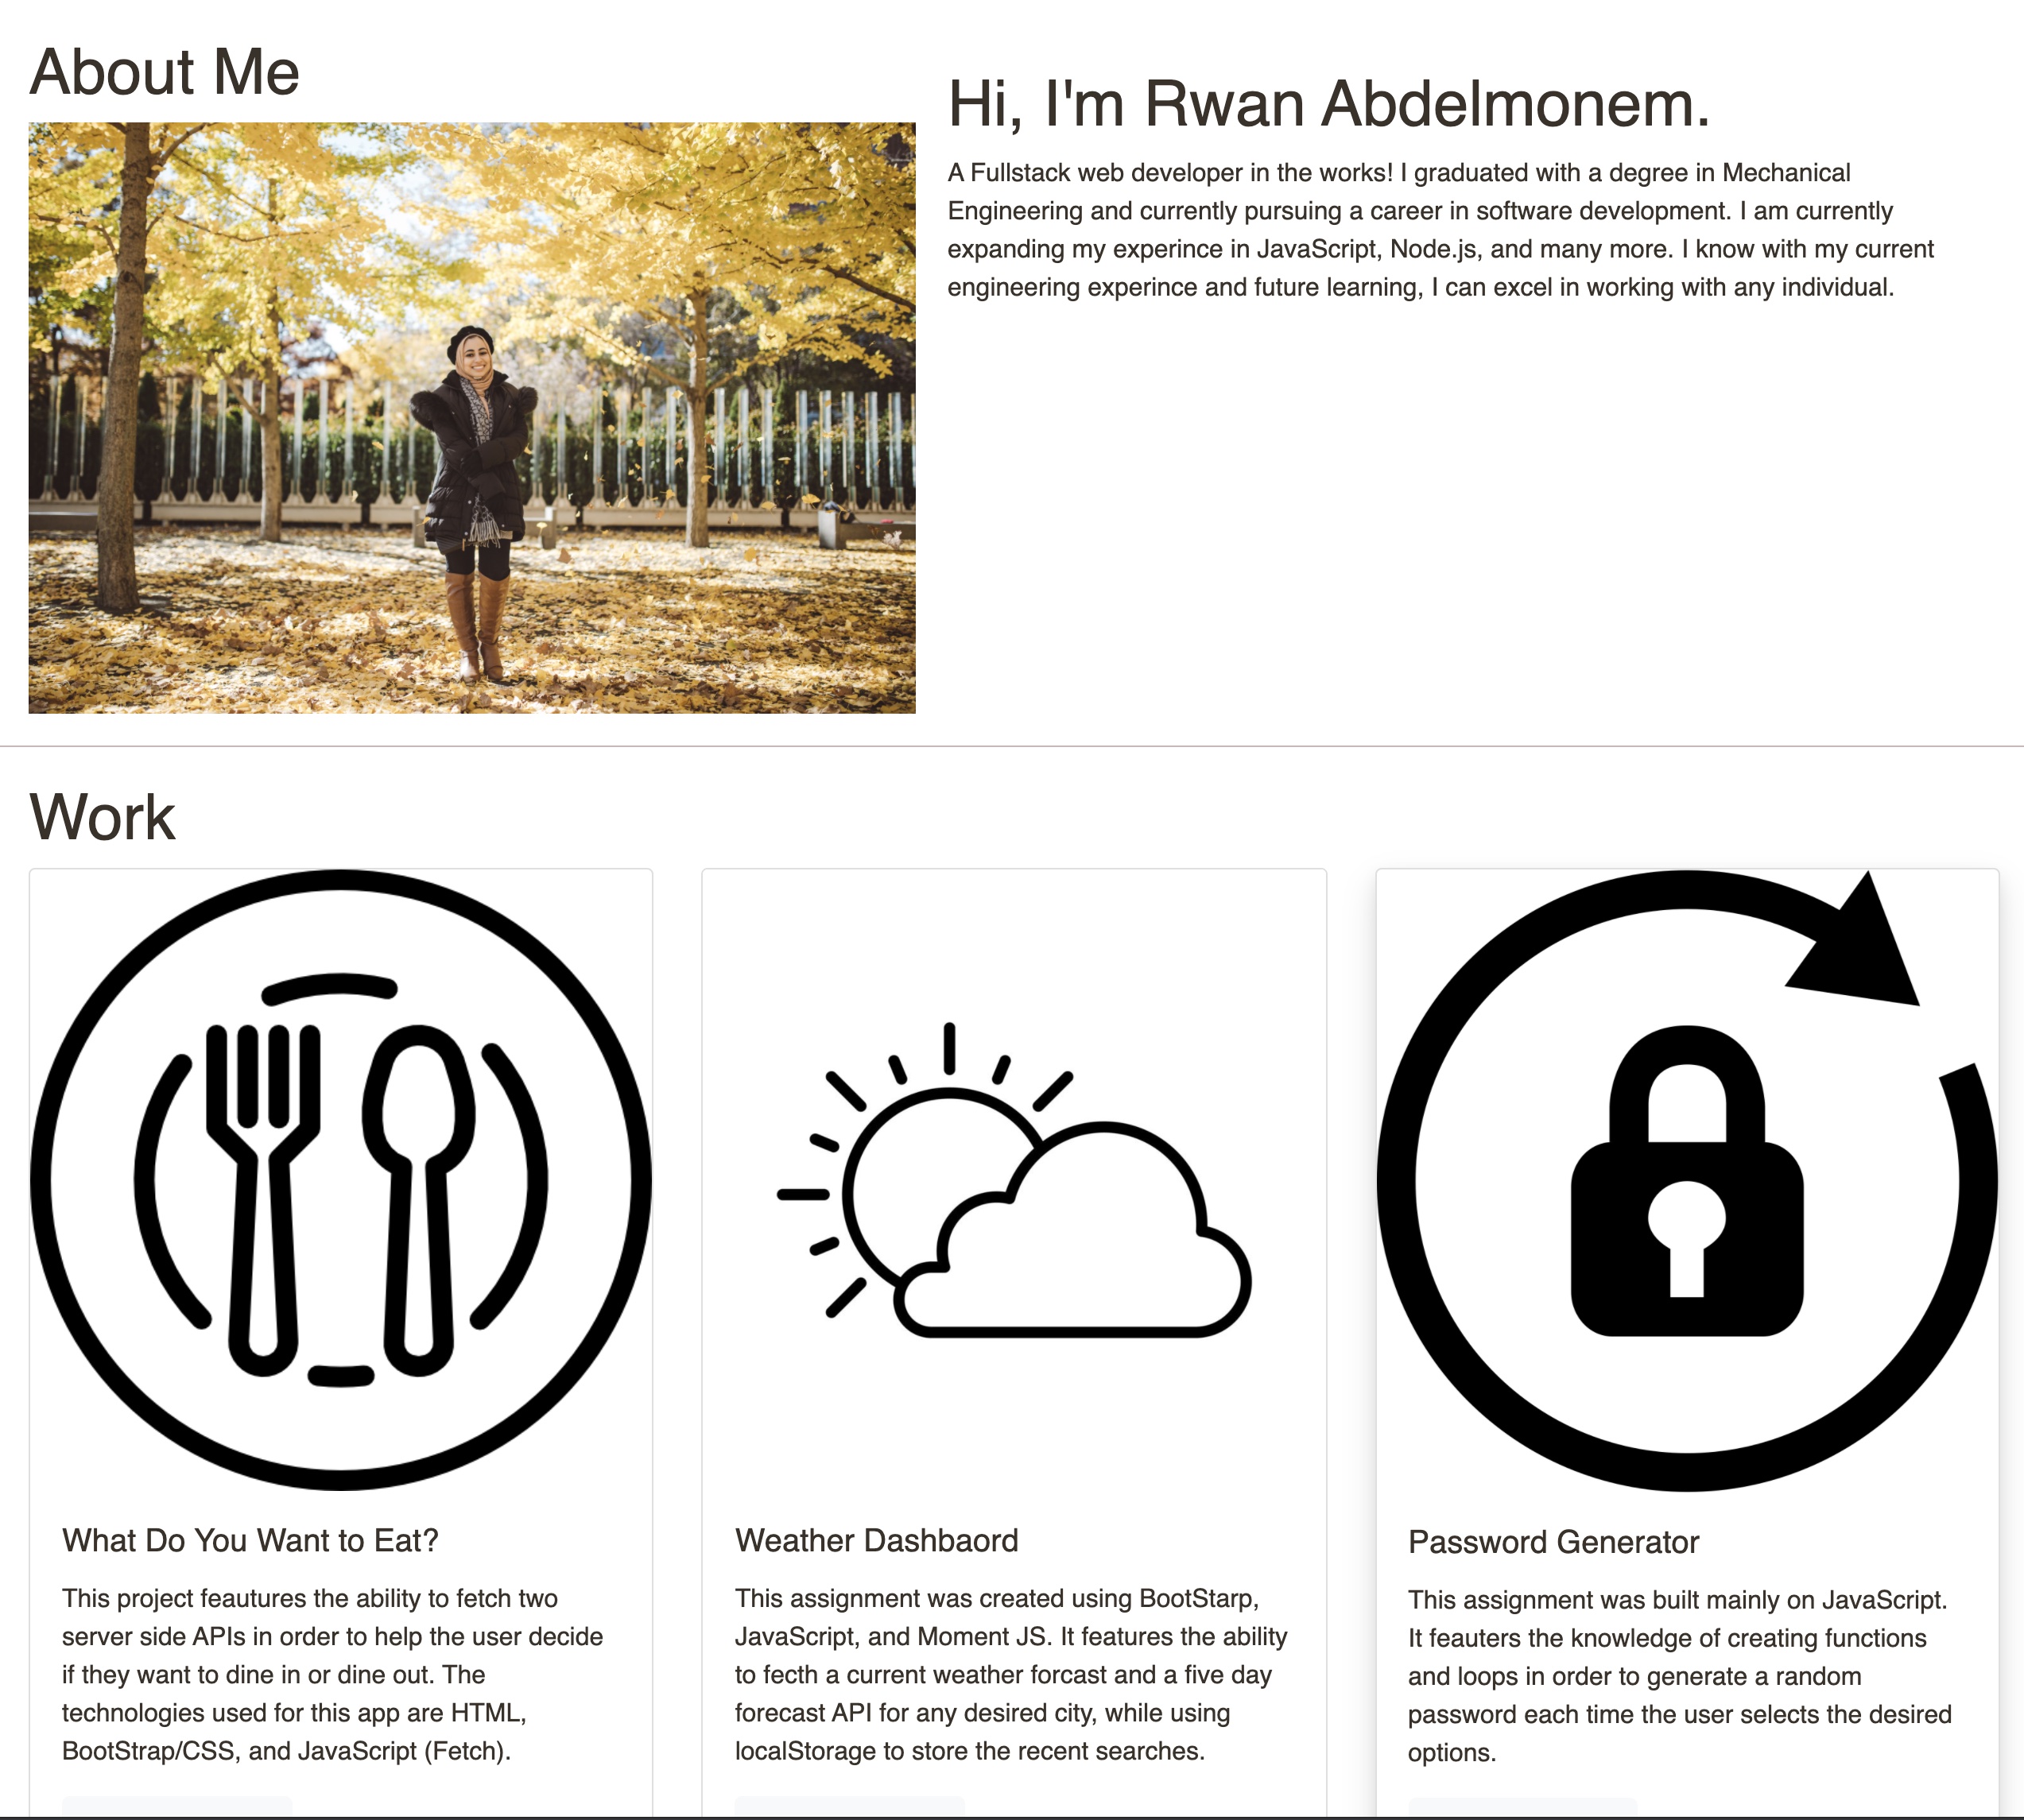 About Me
Hi, I'm Rwan Abdelmonem.
A Fullstack web developer in the works! I graduated with a degree in Mechanical
Engineering and currently pursuing a career in software development. I am currently
expanding my experince in JavaScript, Node.js, and many more. I know with my current
engineering experince and future learning, I can excel in working with any individual.
Work
What Do You Want to Eat?
This project feautures the ability to fetch two
server side APIs in order to help the user decide
if they want to dine in or dine out. The
technologies used for this app are HTML,
BootStrap/CSS, and JavaScript (Fetch).
Weather Dashbaord
This assignment was created using BootStarp,
JavaScript, and Moment JS. It features the ability
to fecth a current weather forcast and a five day
forecast API for any desired city, while using
localStorage to store the recent searches.
Password Generator
This assignment was built mainly on JavaScript.
It feauters the knowledge of creating functions
and loops in order to generate a random
password each time the user selects the desired
options.